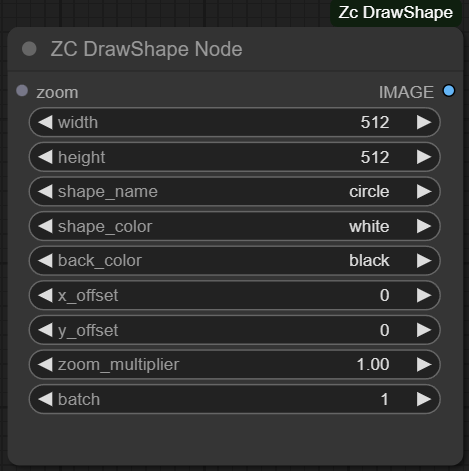 Zc DrawShape
ZC DrawShape Node
zoom IMAGE
width 512
height 512
shape_name circle
shape_color white
back_color black
x_offset 0
y_offset 0
zoom_multiplier 1.00
batch 1